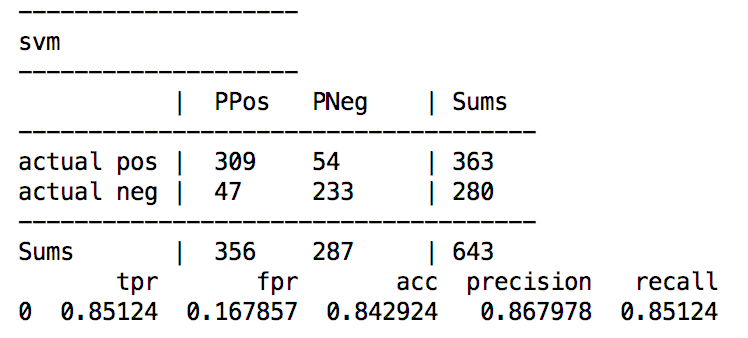 --------------------
svm
--------------------
           |  PPos   PNeg    | Sums
-------------------------------------
actual pos |  309    54      | 363
actual neg |  47     233     | 280
-------------------------------------
Sums       |  356    287     | 643
       tpr       fpr       acc  precision   recall
0  0.85124  0.167857  0.842924   0.867978  0.85124